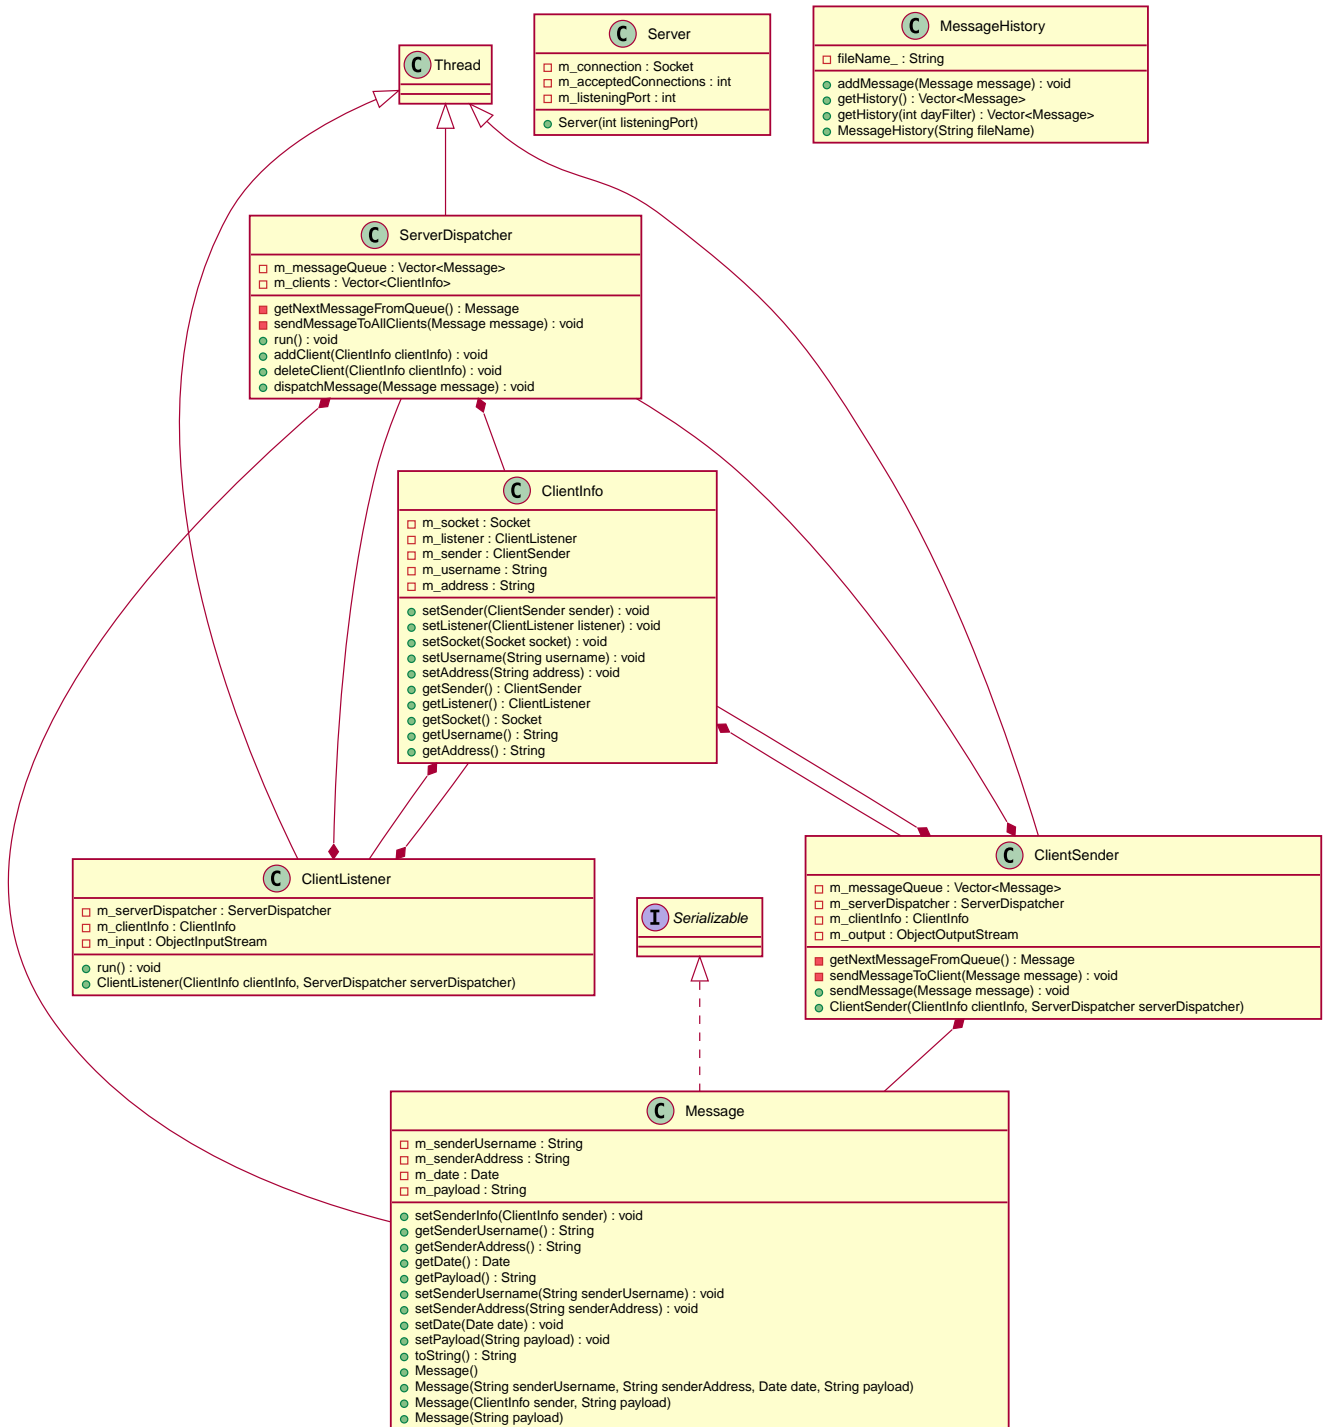 C Thread
C Server
m_connection : Socket
m_acceptedConnections : int
m_listeningPort : int
Server(int listeningPort)
C MessageHistory
fileName_ : String
addMessage(Message message) : void
getHistory() : Vector<Message>
getHistory(int dayFilter) : Vector<Message>
MessageHistory(String fileName)
C ServerDispatcher
m_messageQueue : Vector<Message>
m_clients : Vector<ClientInfo>
getNextMessageFromQueue() : Message
sendMessageToAllClients(Message message) : void
run() : void
addClient(ClientInfo clientInfo) : void
deleteClient(ClientInfo clientInfo) : void
dispatchMessage(Message message) : void
C ClientInfo
m_socket : Socket
m_listener : ClientListener
m_sender : ClientSender
m_username : String
m_address : String
setSender(ClientSender sender) : void
setListener(ClientListener listener) : void
setSocket(Socket socket) : void
setUsername(String username) : void
setAddress(String address) : void
getSender() : ClientSender
getListener() : ClientListener
getSocket() : Socket
getUsername() : String
getAddress() : String
C ClientListener
m_serverDispatcher : ServerDispatcher
m_clientInfo : ClientInfo
m_input : ObjectInputStream
run() : void
ClientListener(ClientInfo clientInfo, ServerDispatcher serverDispatcher)
I Serializable
C ClientSender
m_messageQueue : Vector<Message>
m_serverDispatcher : ServerDispatcher
m_clientInfo : ClientInfo
m_output : ObjectOutputStream
getNextMessageFromQueue() : Message
sendMessageToClient(Message message) : void
sendMessage(Message message) : void
ClientSender(ClientInfo clientInfo, ServerDispatcher serverDispatcher)
C Message
m_senderUsername : String
m_senderAddress : String
m_date : Date
m_payload : String
setSenderInfo(ClientInfo sender) : void
getSenderUsername() : String
getSenderAddress() : String
getDate() : Date
getPayload() : String
setSenderUsername(String senderUsername) : void
setSenderAddress(String senderAddress) : void
setDate(Date date) : void
setPayload(String payload) : void
toString() : String
Message()
Message(String senderUsername, String senderAddress, Date date, String payload)
Message(ClientInfo sender, String payload)
Message(String payload)